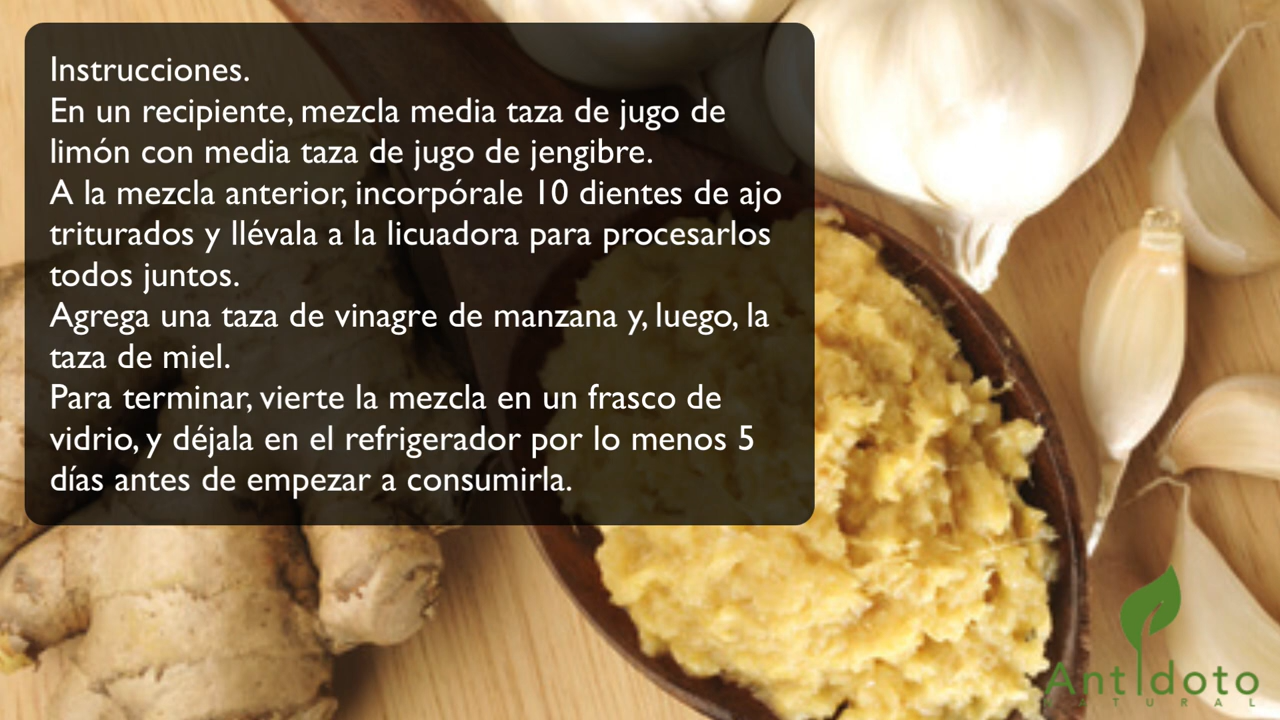 Instrucciones.
En un recipiente, mezcla media taza de jugo de
limón con media taza de jugo de jengibre.
A la mezcla anterior, incorpórale 10 dientes de ajo
triturados y llévala a la licuadora para procesarlos
todos juntos.
Agrega una taza de vinagre de manzana y, luego, la
taza de miel.
Para terminar, vierte la mezcla en un frasco de
vidrio, y déjala en el refrigerador por lo menos 5
días antes de empezar a consumirla.
Antidoto
NATURAL